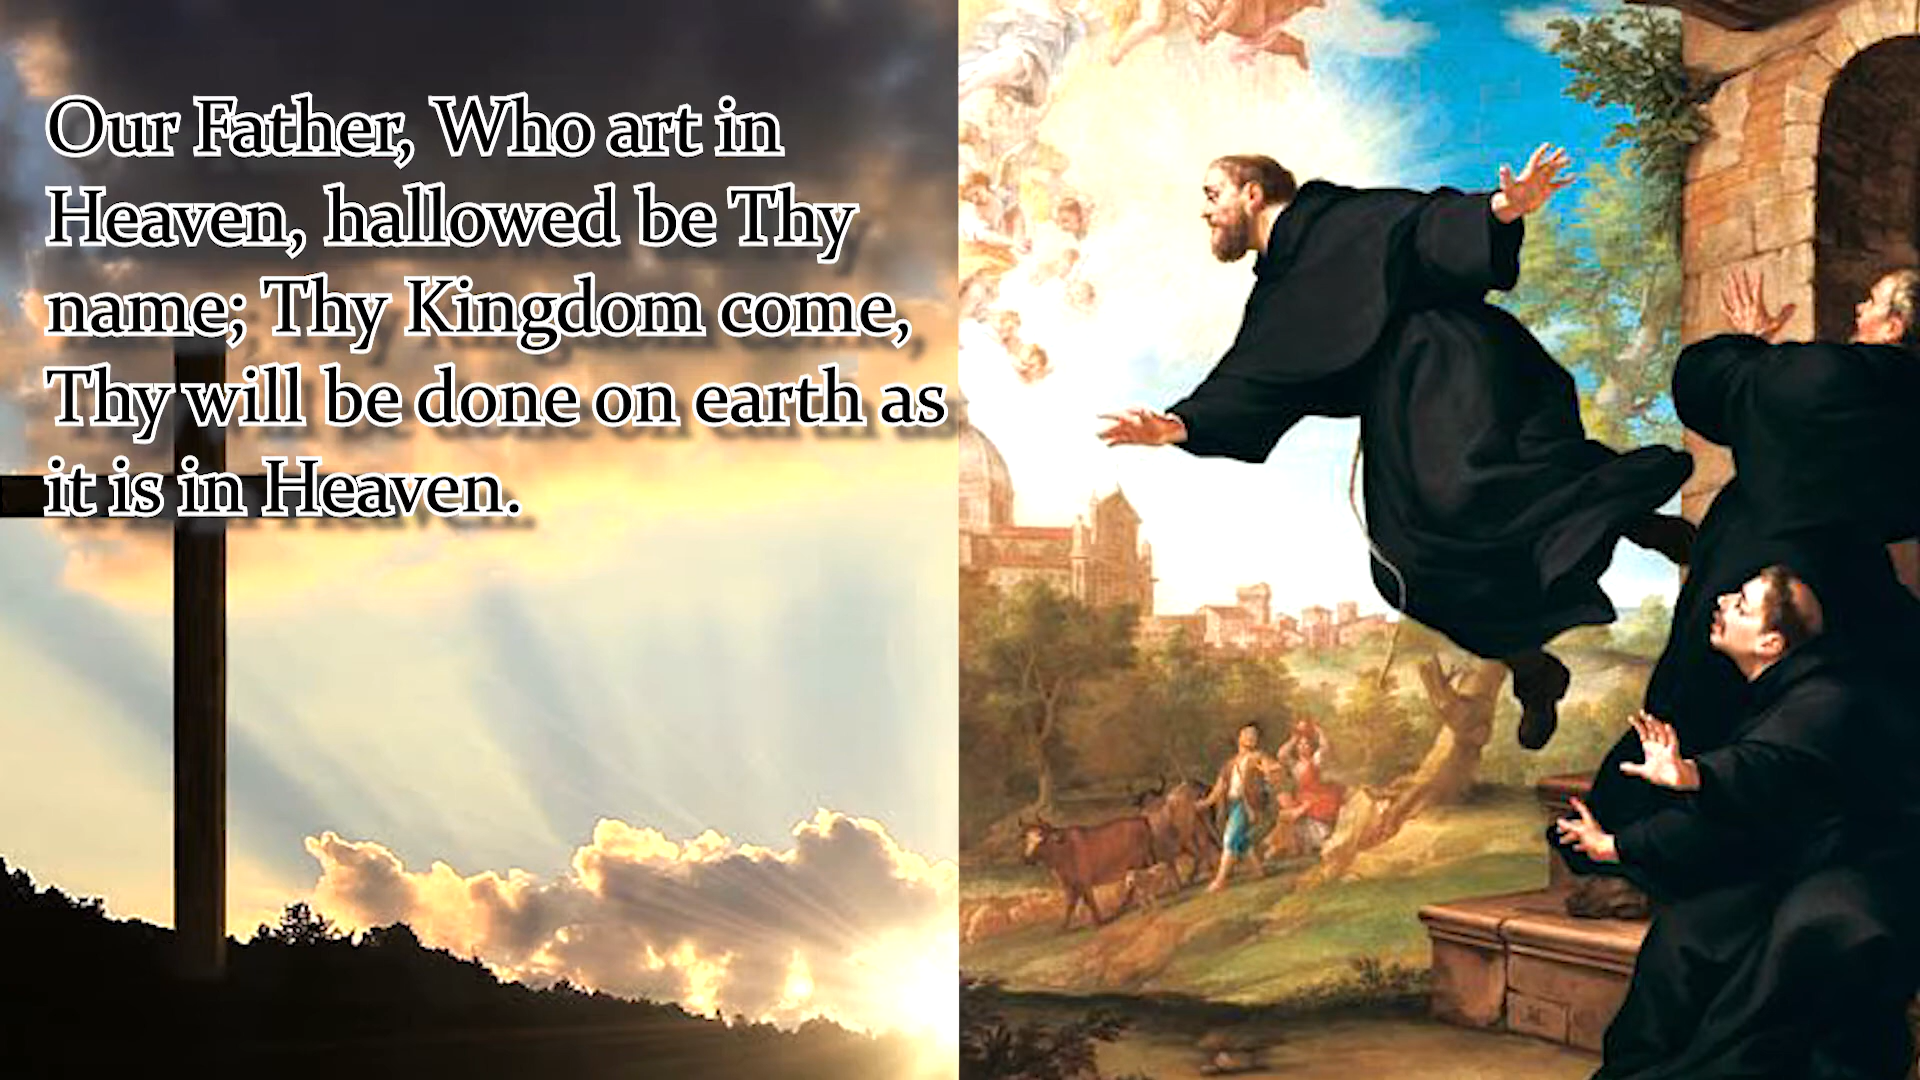 Our Father, Who art in
Heaven, hallowed be Thy
name; Thy Kingdom come,
Thy will be done on earth as
it is in Heaven.